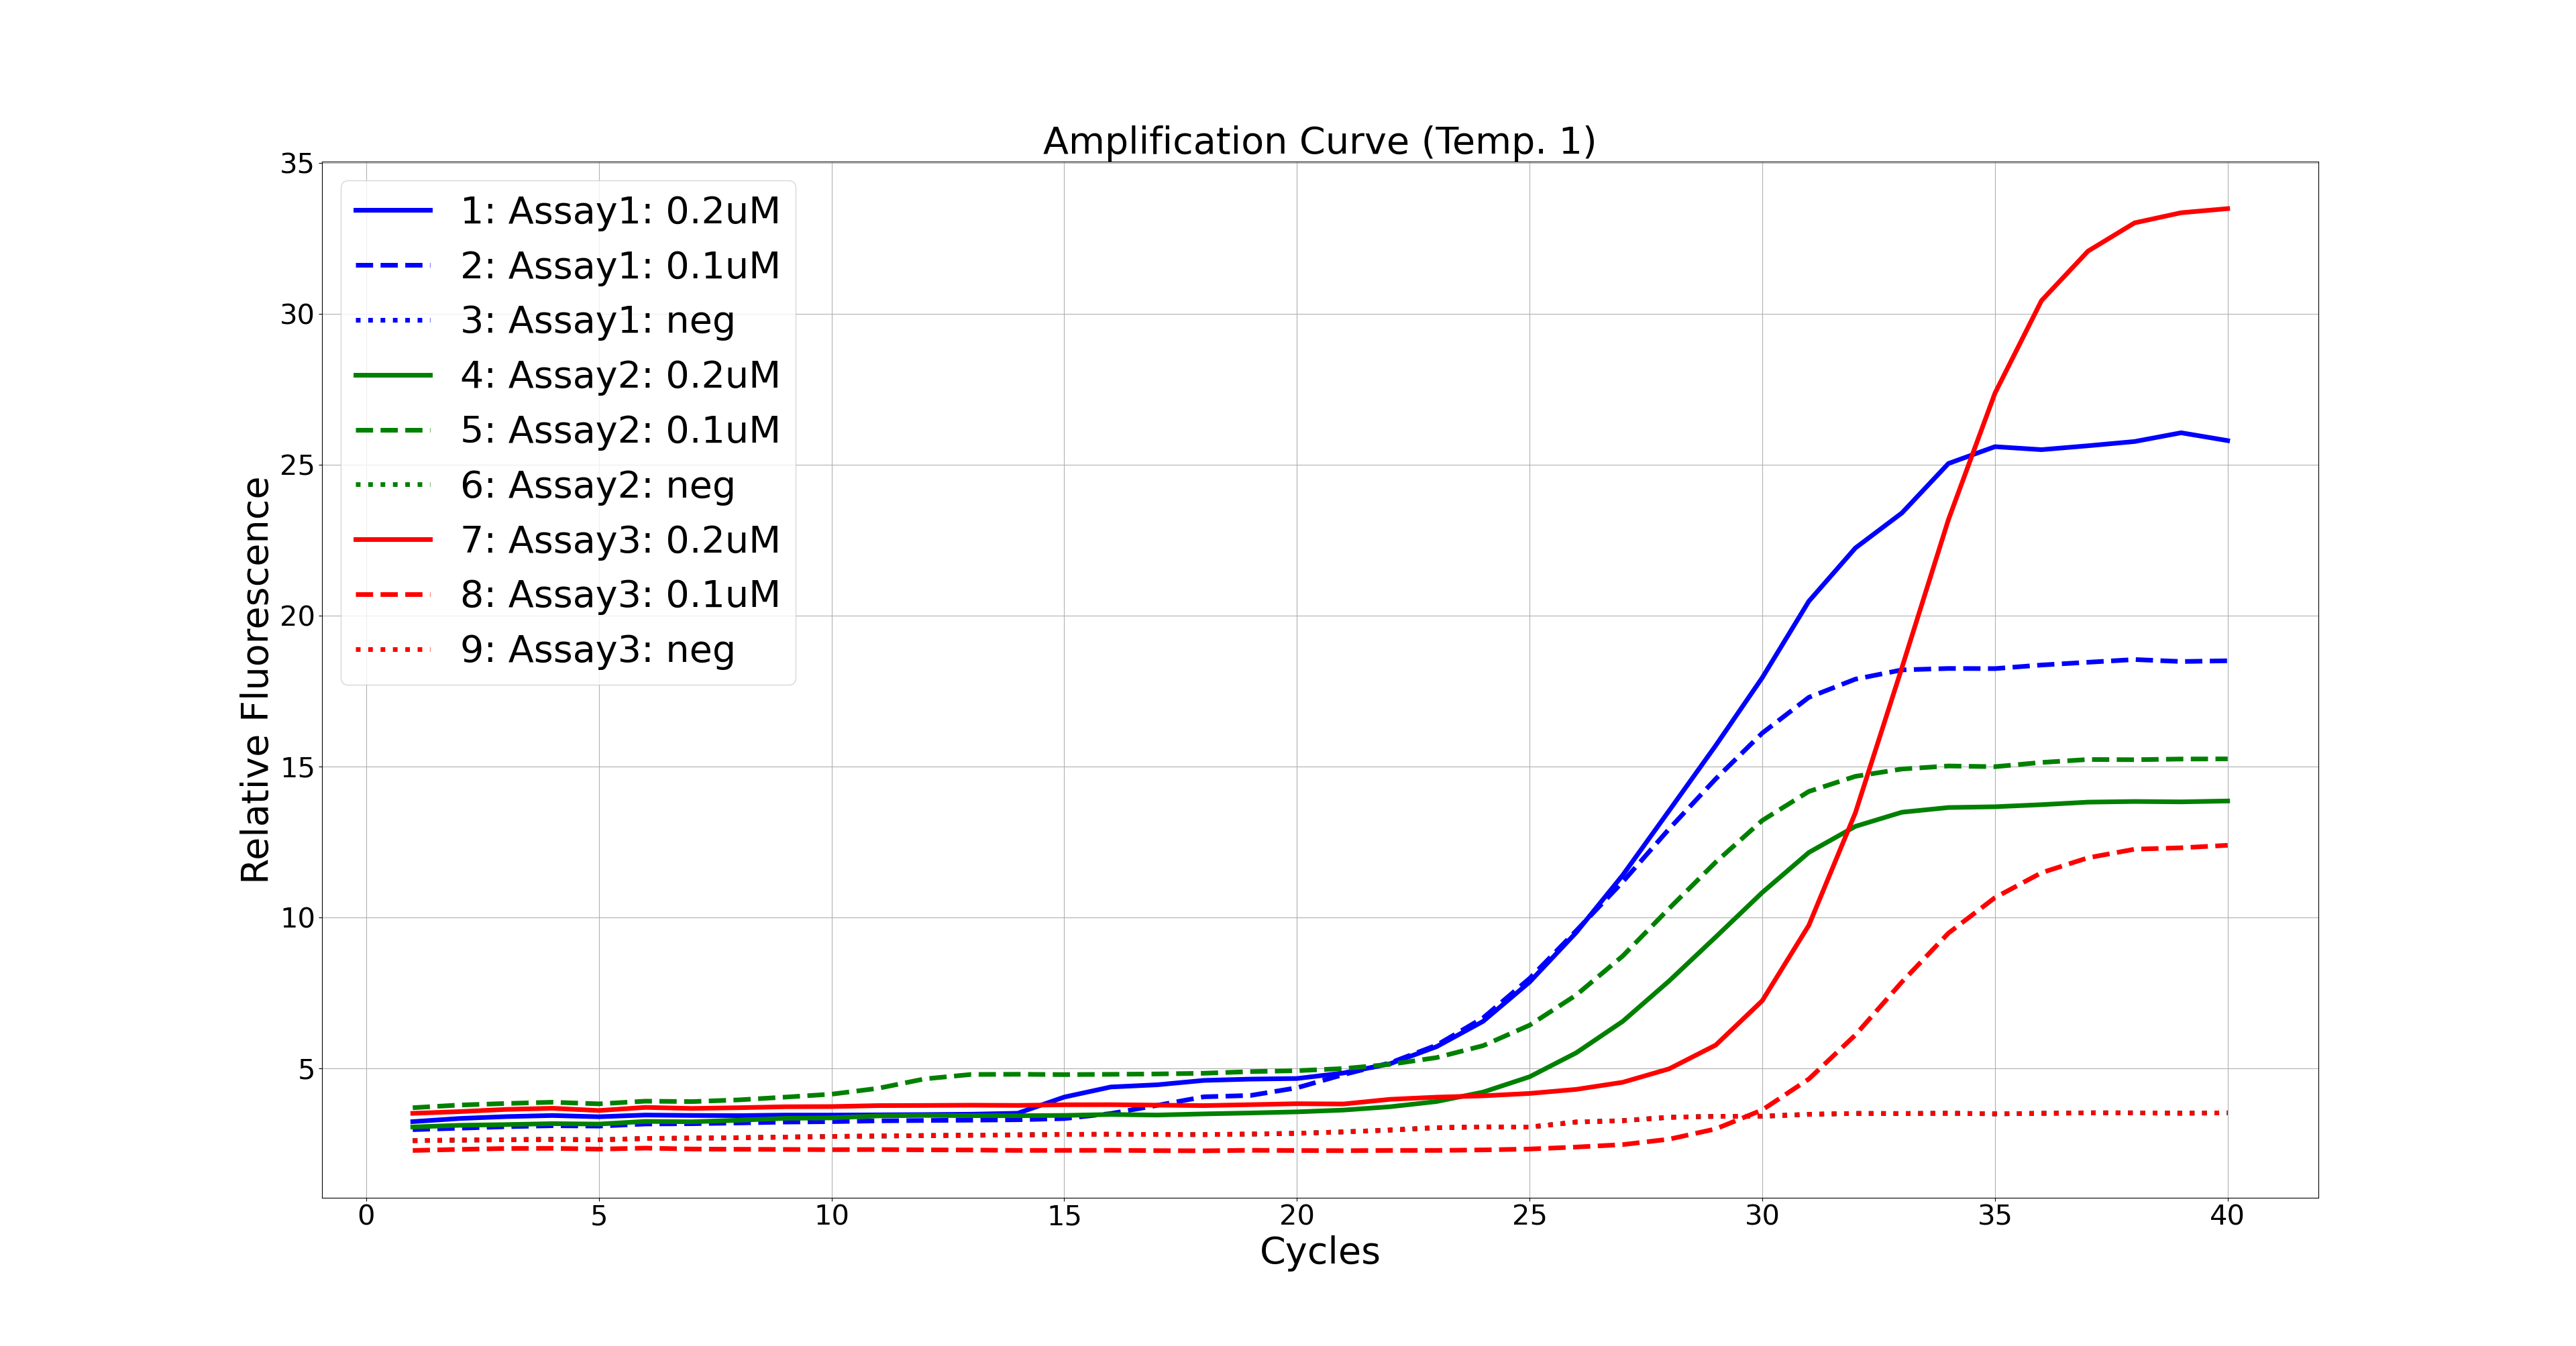 Amplification Curve (Temp. 1)
35
30
25
20
15
10
5
Relative Fluorescence
1: Assay1: 0.2uM
2: Assay1: 0.1uM
3: Assay1: neg
4: Assay2: 0.2uM
5: Assay2: 0.1uM
6: Assay2: neg
7: Assay3: 0.2uM
8: Assay3: 0.1uM
9: Assay3: neg
0 5 10 15 20 25 30 35 40
Cycles